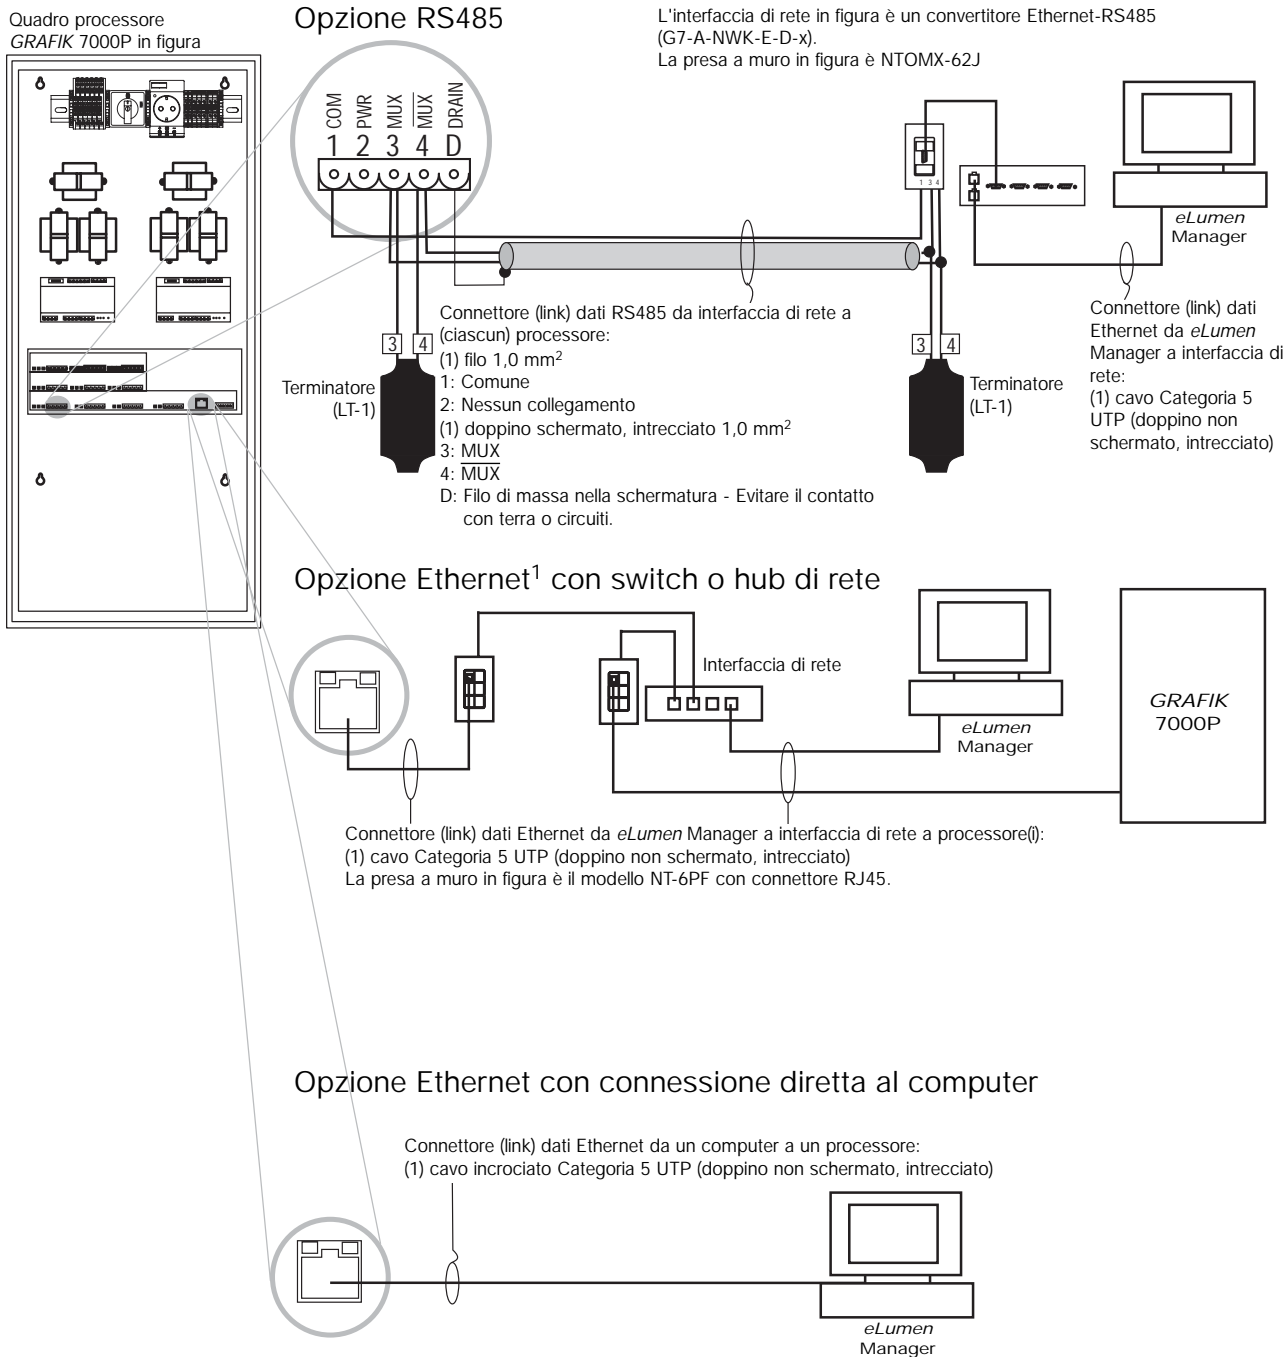 Quadro processore
GRAFIK 7000P in figura
Opzione RS485
L'interfaccia di rete in figura è un convertitore Ethernet-RS485
(G7-A-NWK-E-D-x).
La presa a muro in figura è NTOMX-62J
COM
PWR
MUX
M̅U̅X̅
DRAIN
1 2 3 4 D
1 3 4
eLumen
Manager
Connettore (link) dati RS485 da interfaccia di rete a
(ciascun) processore:
(1) filo 1,0 mm²
1: Comune
2: Nessun collegamento
(1) doppino schermato, intrecciato 1,0 mm²
3: MUX
4: M̅U̅X̅
D: Filo di massa nella schermatura - Evitare il contatto
con terra o circuiti.
3 4
Terminatore
(LT-1)
3 4
Terminatore
(LT-1)
Connettore (link) dati
Ethernet da eLumen
Manager a interfaccia di
rete:
(1) cavo Categoria 5
UTP (doppino non
schermato, intrecciato)
Opzione Ethernet¹ con switch o hub di rete
Interfaccia di rete
eLumen
Manager
GRAFIK
7000P
Connettore (link) dati Ethernet da eLumen Manager a interfaccia di rete a processore(i):
(1) cavo Categoria 5 UTP (doppino non schermato, intrecciato)
La presa a muro in figura è il modello NT-6PF con connettore RJ45.
Opzione Ethernet con connessione diretta al computer
Connettore (link) dati Ethernet da un computer a un processore:
(1) cavo incrociato Categoria 5 UTP (doppino non schermato, intrecciato)
eLumen
Manager